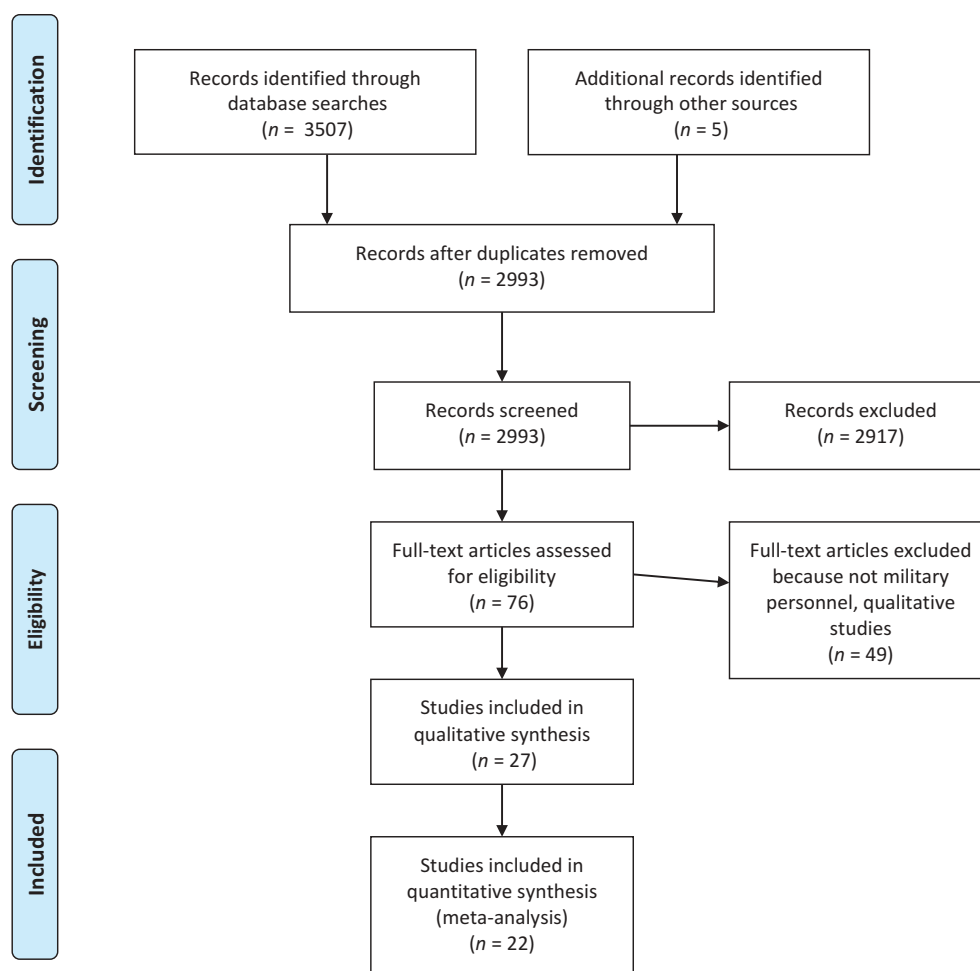 Identification
Records identified through
database searches
(n = 3507)
Additional records identified
through other sources
(n = 5)
Records after duplicates removed
(n = 2993)
Screening
Records screened
(n = 2993)
Records excluded
(n = 2917)
Eligibility
Full-text articles assessed
for eligibility
(n = 76)
Full-text articles excluded
because not military
personnel, qualitative
studies
(n = 49)
Studies included in
qualitative synthesis
(n = 27)
Included
Studies included in
quantitative synthesis
(meta-analysis)
(n = 22)